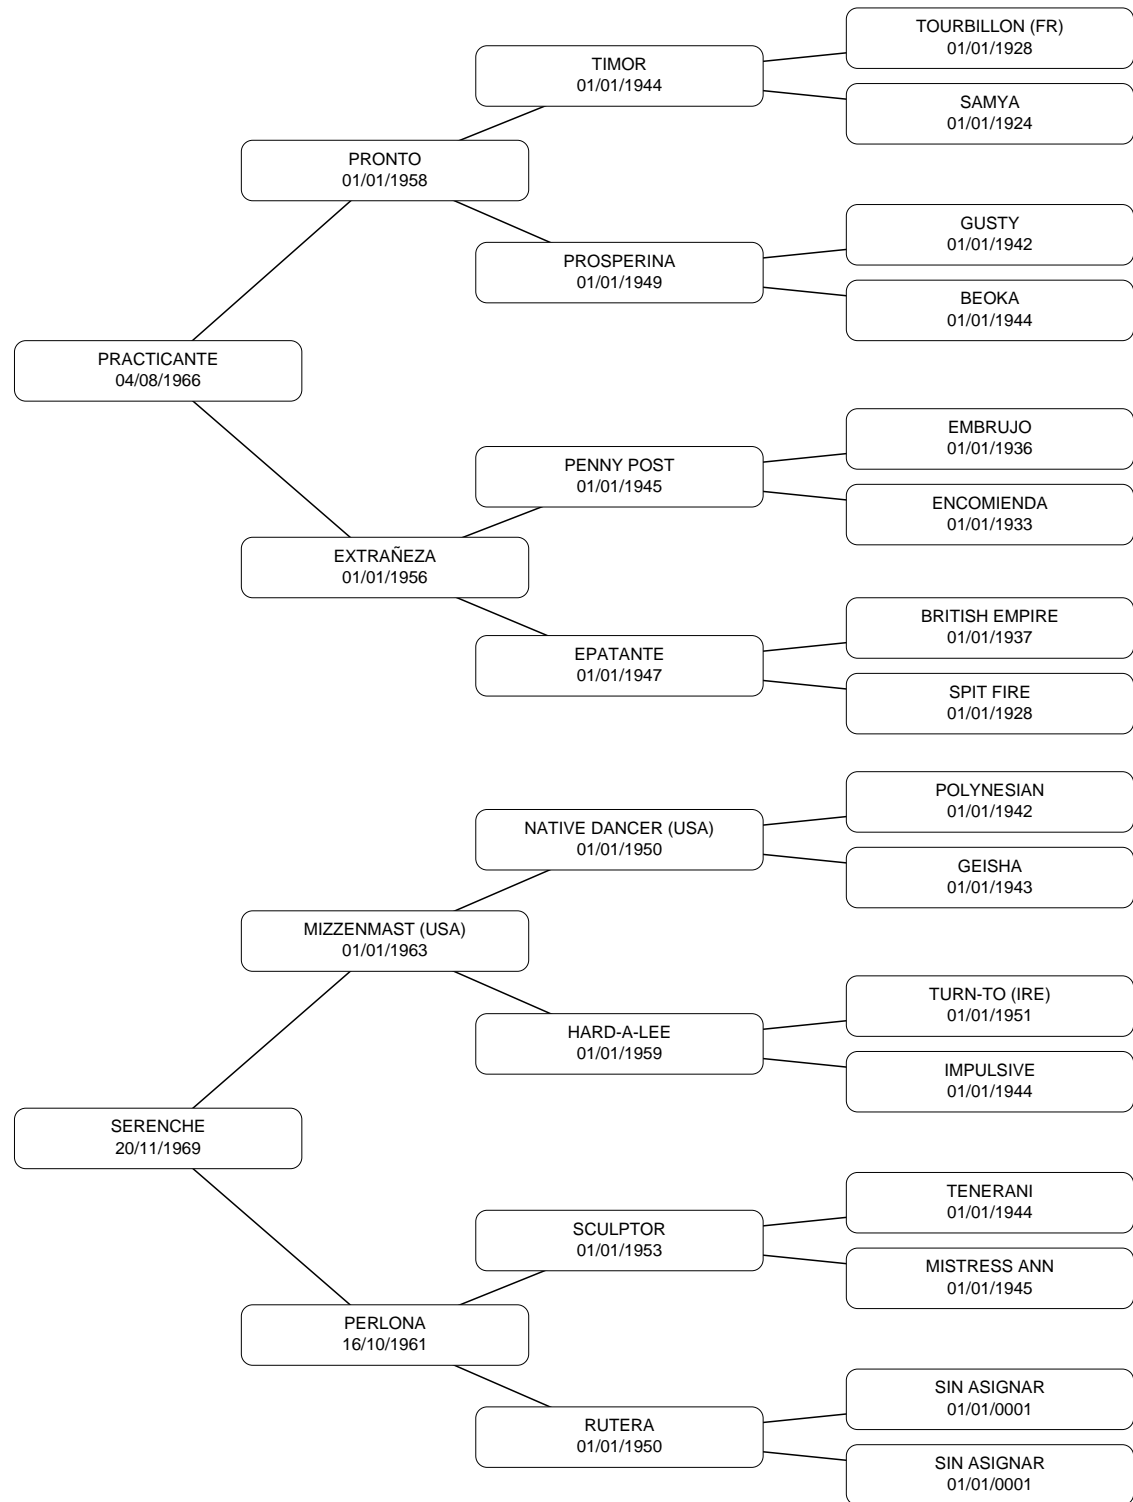 TOURBILLON (FR)
01/01/1928
TIMOR
01/01/1944
SAMYA
01/01/1924
PRONTO
01/01/1958
GUSTY
01/01/1942
PROSPERINA
01/01/1949
BEOKA
01/01/1944
PRACTICANTE
04/08/1966
EMBRUJO
01/01/1936
PENNY POST
01/01/1945
ENCOMIENDA
01/01/1933
EXTRAÑEZA
01/01/1956
BRITISH EMPIRE
01/01/1937
EPATANTE
01/01/1947
SPIT FIRE
01/01/1928
POLYNESIAN
01/01/1942
NATIVE DANCER (USA)
01/01/1950
GEISHA
01/01/1943
MIZZENMAST (USA)
01/01/1963
TURN-TO (IRE)
01/01/1951
HARD-A-LEE
01/01/1959
IMPULSIVE
01/01/1944
SERENCHE
20/11/1969
TENERANI
01/01/1944
SCULPTOR
01/01/1953
MISTRESS ANN
01/01/1945
PERLONA
16/10/1961
SIN ASIGNAR
01/01/0001
RUTERA
01/01/1950
SIN ASIGNAR
01/01/0001